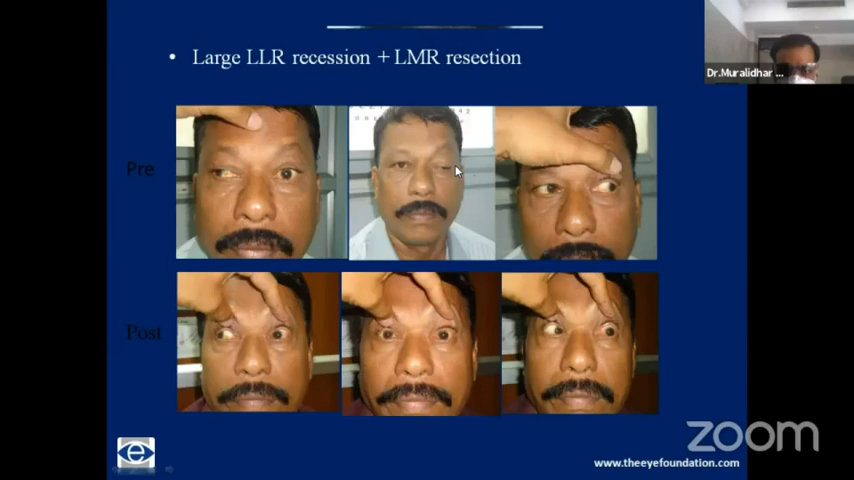 • Large LLR recession + LMR resection
Dr.Muralidhar ...
Pre
Post
zoom
e
www.theeyefoundation.com